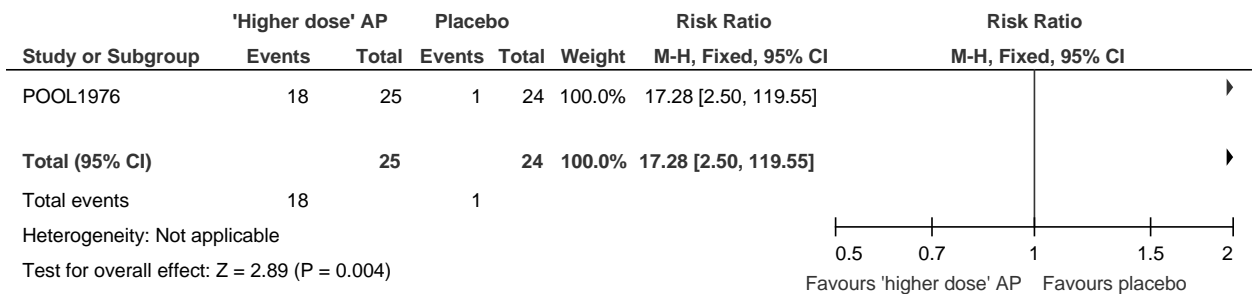 'Higher dose' AP Placebo Risk Ratio Risk Ratio
Study or Subgroup Events Total Events Total Weight M-H, Fixed, 95% CI M-H, Fixed, 95% CI
POOL1976 18 25 1 24 100.0% 17.28 [2.50, 119.55]
Total (95% CI) 25 24 100.0% 17.28 [2.50, 119.55]
Total events 18 1
Heterogeneity: Not applicable
Test for overall effect: Z = 2.89 (P = 0.004)
0.5 0.7 1 1.5 2
Favours 'higher dose' AP Favours placebo